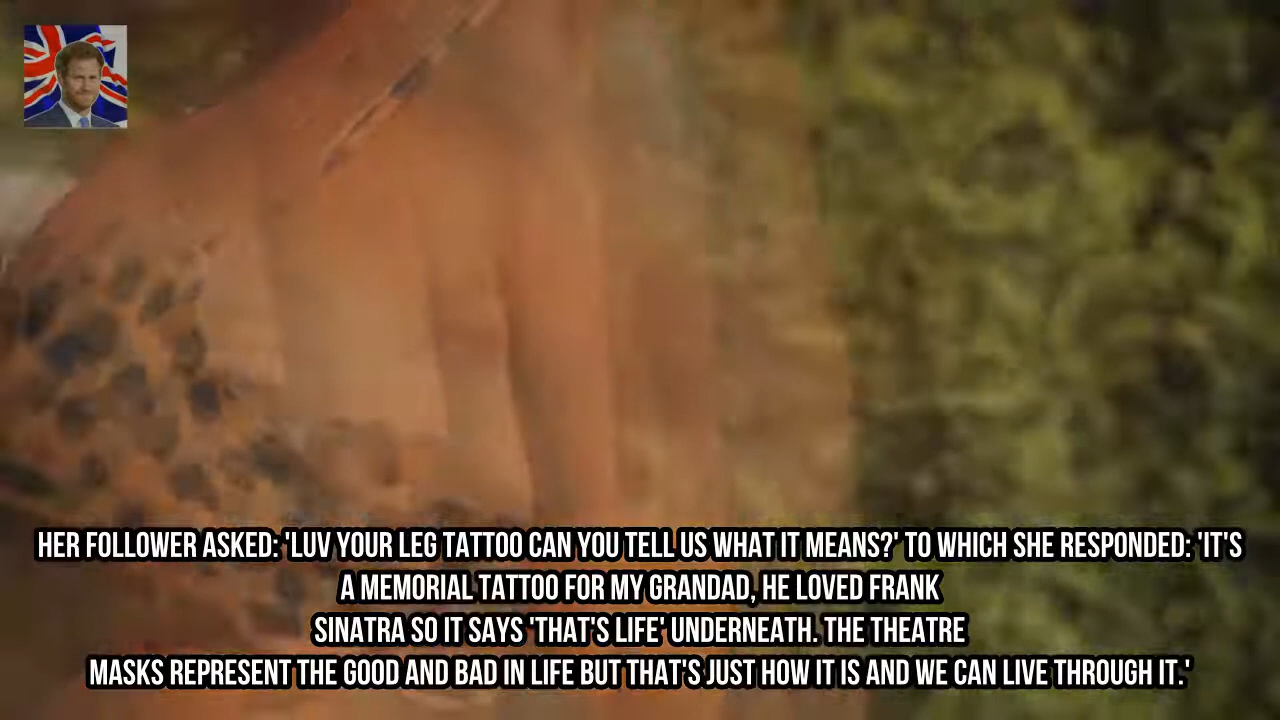 HER FOLLOWER ASKED: 'LUV YOUR LEG TATTOO CAN YOU TELL US WHAT IT MEANS?' TO WHICH SHE RESPONDED: 'IT'S
A MEMORIAL TATTOO FOR MY GRANDAD, HE LOVED FRANK
SINATRA SO IT SAYS 'THAT'S LIFE' UNDERNEATH. THE THEATRE
MASKS REPRESENT THE GOOD AND BAD IN LIFE BUT THAT'S JUST HOW IT IS AND WE CAN LIVE THROUGH IT.'